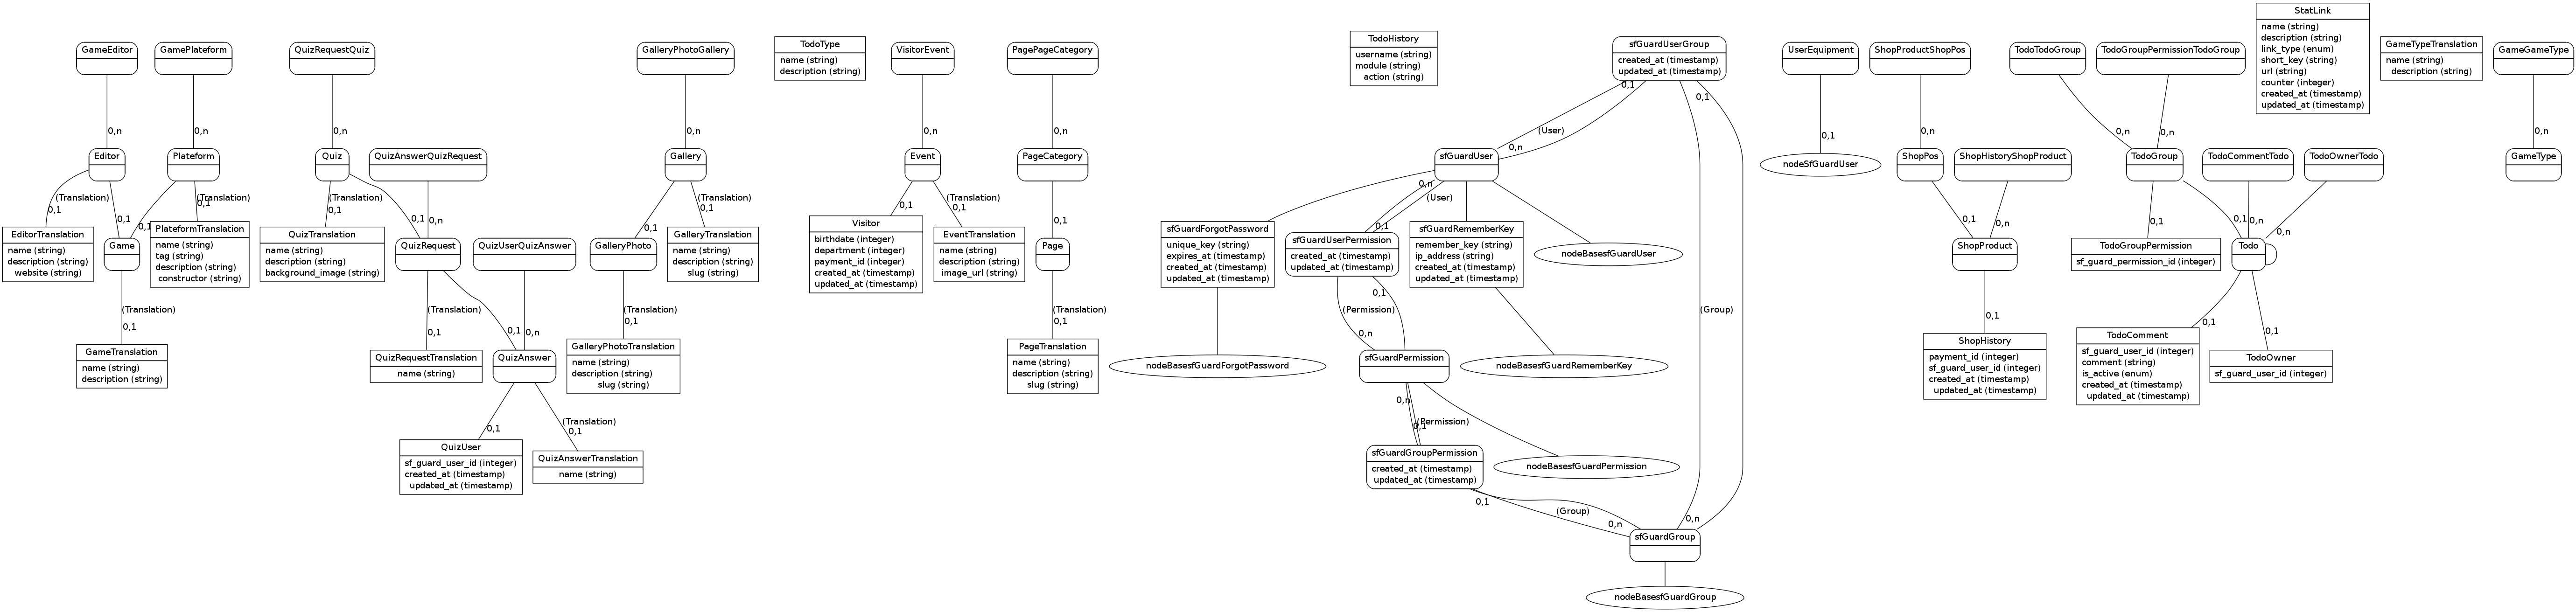 GameEditor
GamePlateform
QuizRequestQuiz
GalleryPhotoGallery
TodoType
name (string)
description (string)
VisitorEvent
PagePageCategory
TodoHistory
username (string)
module (string)
action (string)
sfGuardUserGroup
created_at (timestamp)
updated_at (timestamp)
UserEquipment
ShopProductShopPos
TodoTodoGroup
TodoGroupPermissionTodoGroup
StatLink
name (string)
description (string)
link_type (enum)
short_key (string)
url (string)
counter (integer)
created_at (timestamp)
updated_at (timestamp)
GameTypeTranslation
name (string)
description (string)
GameGameType
0,n
0,n
0,n
0,n
0,n
0,n
0,1
0,1
(User)
0,n
0,1
0,n
0,n
0,n
0,n
Editor
Plateform
Quiz
QuizAnswerQuizRequest
Gallery
Event
PageCategory
sfGuardUser
nodeSfGuardUser
ShopPos
ShopHistoryShopProduct
TodoGroup
TodoCommentTodo
TodoOwnerTodo
GameType
(Translation)
0,1
0,1
0,1
(Translation)
0,1
(Translation)
0,1
0,1
0,n
0,1
(Translation)
0,1
0,1
(Translation)
0,1
0,1
0,n
(User)
0,1
0,1
0,n
0,1
0,1
0,n
0,n
EditorTranslation
name (string)
description (string)
website (string)
Game
PlateformTranslation
name (string)
tag (string)
description (string)
constructor (string)
QuizTranslation
name (string)
description (string)
background_image (string)
QuizRequest
QuizUserQuizAnswer
GalleryPhoto
GalleryTranslation
name (string)
description (string)
slug (string)
Visitor
birthdate (integer)
department (integer)
payment_id (integer)
created_at (timestamp)
updated_at (timestamp)
EventTranslation
name (string)
description (string)
image_url (string)
Page
sfGuardForgotPassword
unique_key (string)
expires_at (timestamp)
created_at (timestamp)
updated_at (timestamp)
sfGuardUserPermission
created_at (timestamp)
updated_at (timestamp)
sfGuardRememberKey
remember_key (string)
ip_address (string)
created_at (timestamp)
updated_at (timestamp)
nodeBasesfGuardUser
ShopProduct
TodoGroupPermission
sf_guard_permission_id (integer)
Todo
(Translation)
0,1
(Translation)
0,1
0,1
0,n
(Translation)
0,1
(Translation)
0,1
0,1
(Permission)
0,n
(Group)
0,1
0,1
0,1
GameTranslation
name (string)
description (string)
QuizRequestTranslation
name (string)
QuizAnswer
GalleryPhotoTranslation
name (string)
description (string)
slug (string)
PageTranslation
name (string)
description (string)
slug (string)
nodeBasesfGuardForgotPassword
sfGuardPermission
nodeBasesfGuardRememberKey
ShopHistory
payment_id (integer)
sf_guard_user_id (integer)
created_at (timestamp)
updated_at (timestamp)
TodoComment
sf_guard_user_id (integer)
comment (string)
is_active (enum)
created_at (timestamp)
updated_at (timestamp)
TodoOwner
sf_guard_user_id (integer)
0,1
(Translation)
0,1
0,n
(Permission)
0,1
QuizUser
sf_guard_user_id (integer)
created_at (timestamp)
updated_at (timestamp)
QuizAnswerTranslation
name (string)
sfGuardGroupPermission
created_at (timestamp)
updated_at (timestamp)
nodeBasesfGuardPermission
0,1
(Group)
0,n
0,n
sfGuardGroup
nodeBasesfGuardGroup